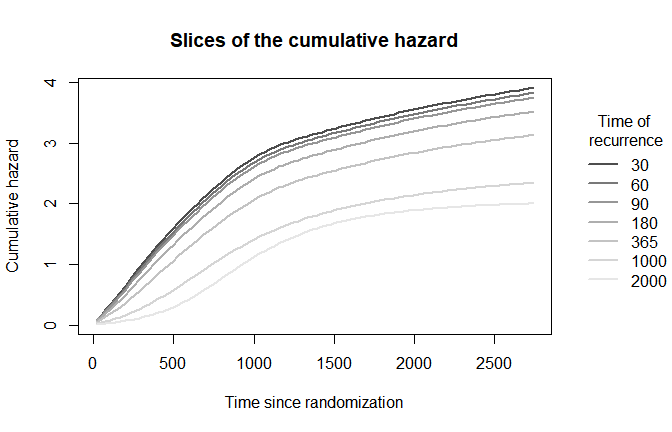 Slices of the cumulative hazard
Cumulative hazard
4
3
2
1
0
0 500 1000 1500 2000 2500
Time since randomization
Time of
recurrence
30
60
90
180
365
1000
2000